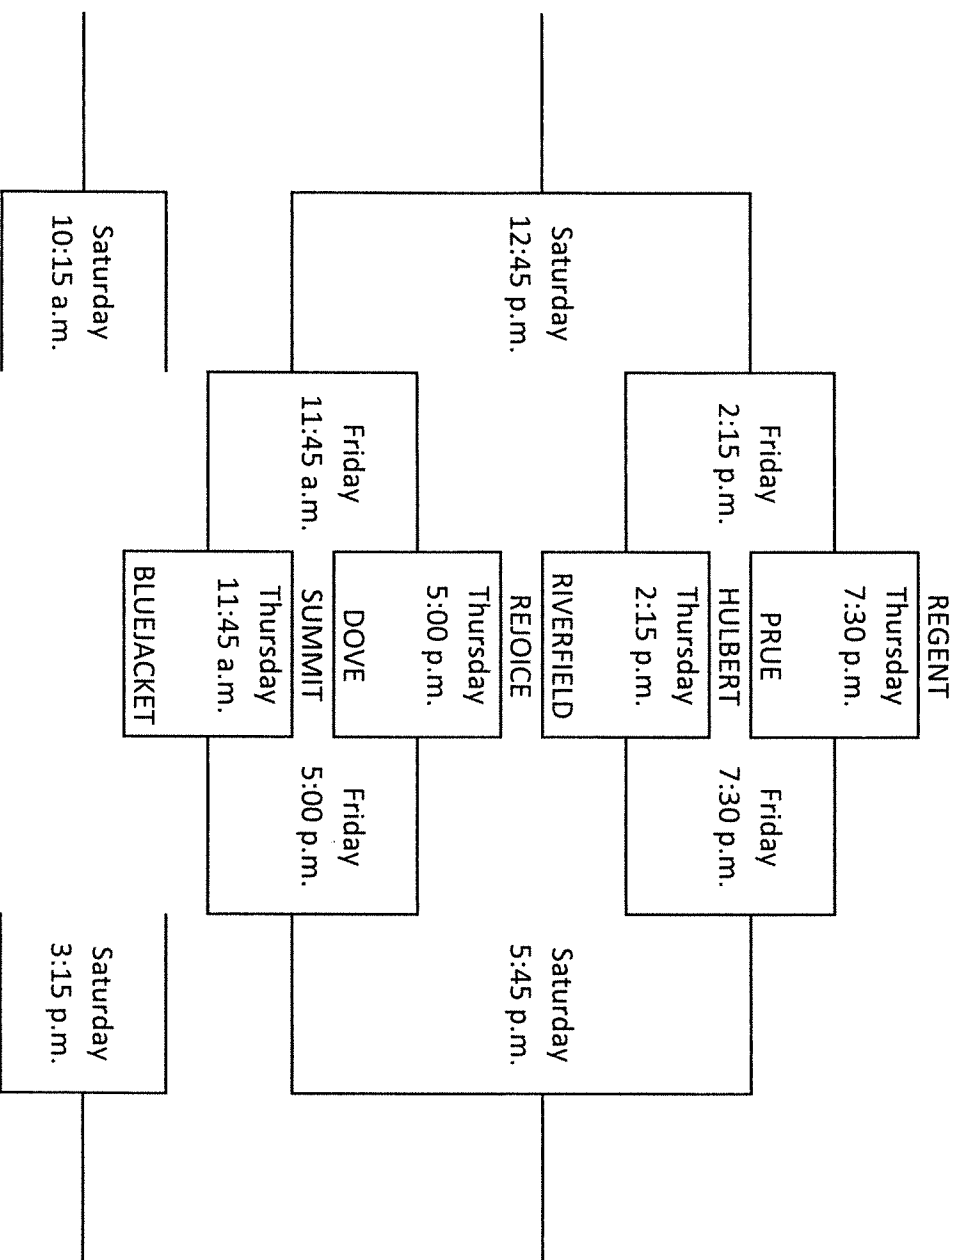 REGENT
Thursday
7:30 p.m.
PRUE
HULBERT
Thursday
2:15 p.m.
RIVERFIELD
REJOICE
Thursday
5:00 p.m.
DOVE
SUMMIT
Thursday
11:45 a.m.
BLUEJACKET
Friday
2:15 p.m.
Friday
11:45 a.m.
Saturday
12:45 p.m.
Saturday
10:15 a.m.
Friday
7:30 p.m.
Friday
5:00 p.m.
Saturday
5:45 p.m.
Saturday
3:15 p.m.